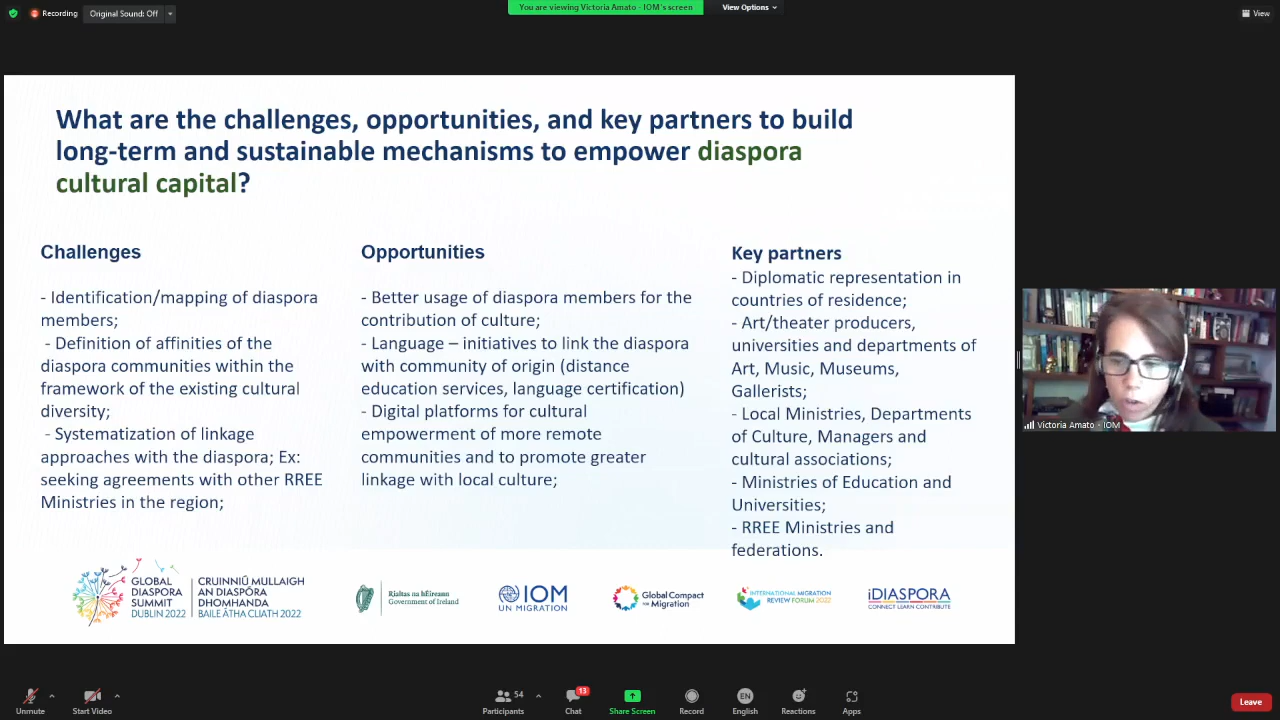 Recording
Original Sound: Off
You are viewing Victoria Amato - IOM's screen
View Options
View
What are the challenges, opportunities, and key partners to build
long-term and sustainable mechanisms to empower diaspora
cultural capital?
Challenges
- Identification/mapping of diaspora
members;
- Definition of affinities of the
diaspora communities within the
framework of the existing cultural
diversity;
- Systematization of linkage
approaches with the diaspora; Ex:
seeking agreements with other RREE
Ministries in the region;
Opportunities
- Better usage of diaspora members for the
contribution of culture;
- Language – initiatives to link the diaspora
with community of origin (distance
education services, language certification)
- Digital platforms for cultural
empowerment of more remote
communities and to promote greater
linkage with local culture;
Key partners
- Diplomatic representation in
countries of residence;
- Art/theater producers,
universities and departments of
Art, Music, Museums,
Gallerists;
- Local Ministries, Departments
of Culture, Managers and
cultural associations;
- Ministries of Education and
Universities;
- RREE Ministries and
federations.
Victoria Amato - IOM
GLOBAL
DIASPORA
SUMMIT
DUBLIN 2022
CRUINNIÚ MULLAIGH
AN DIASPÓRA
DHOMHANDA
BAILE ÁTHA CLIATH 2022
Rialtas na hÉireann
Government of Ireland
IOM
UN MIGRATION
Global Compact
for Migration
INTERNATIONAL MIGRATION
REVIEW FORUM 2022
iDIASPORA
CONNECT LEARN CONTRIBUTE
Unmute
Start Video
54
Participants
13
Chat
Share Screen
Record
EN
English
Reactions
Apps
Leave